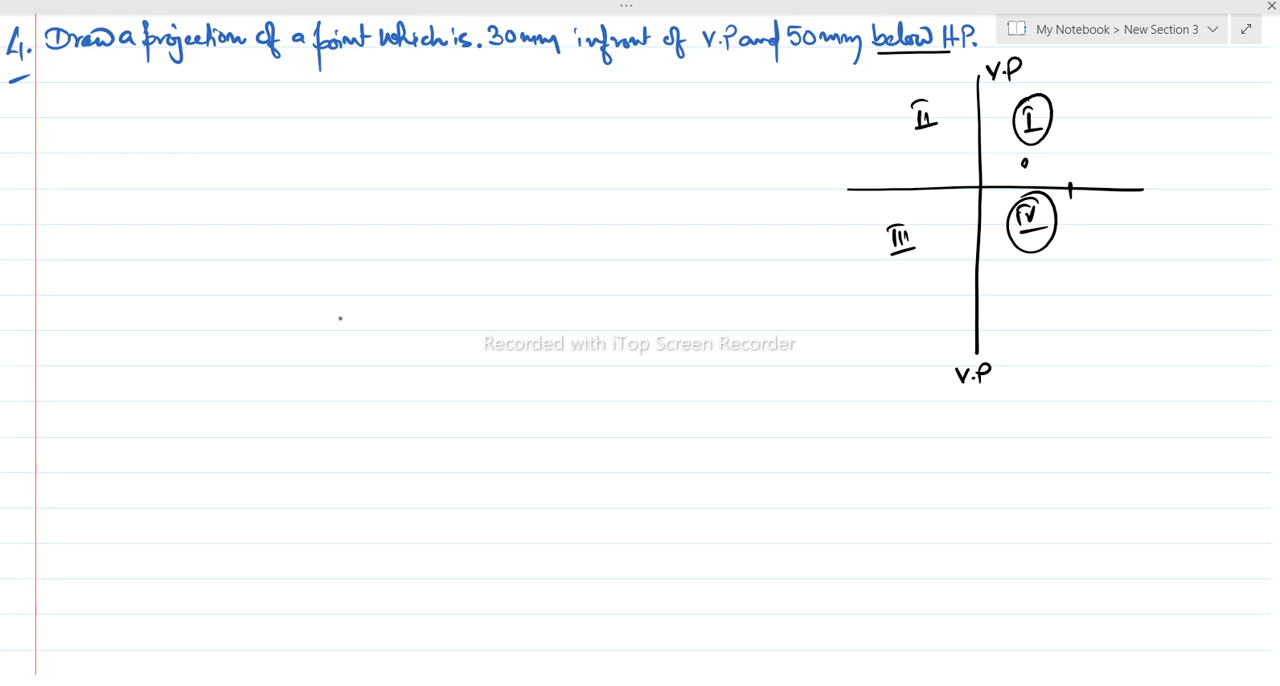 4. Draw a projection of a point which is. 30mm infront of V.P and 50mm below H.P.
My Notebook > New Section 3
V.P
II
I
III
IV
Recorded with iTop Screen Recorder
V.P